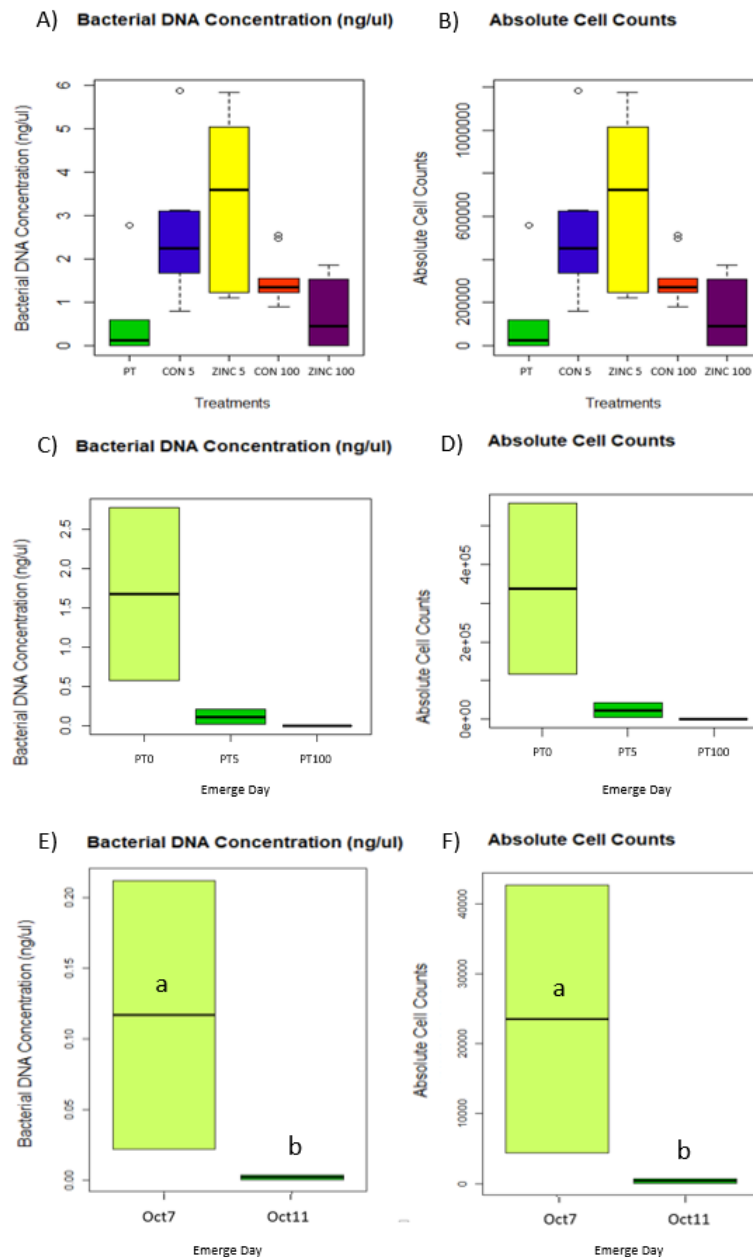 A) Bacterial DNA Concentration (ng/ul)
Bacterial DNA Concentration (ng/ul)
6
5
4
3
2
1
0
PT CON 5 ZINC 5 CON 100 ZINC 100
Treatments
B) Absolute Cell Counts
Absolute Cell Counts
1000000
600000
200000
0
PT CON 5 ZINC 5 CON 100 ZINC 100
Treatments
C) Bacterial DNA Concentration (ng/ul)
Bacterial DNA Concentration (ng/ul)
2.5
2.0
1.5
1.0
0.5
0.0
PT0 PT5 PT100
Emerge Day
D) Absolute Cell Counts
Absolute Cell Counts
4e+05
2e+05
0e+00
PT0 PT5 PT100
Emerge Day
E) Bacterial DNA Concentration (ng/ul)
Bacterial DNA Concentration (ng/ul)
0.20
0.15
0.10
0.05
0.00
a
b
Oct7 Oct11
Emerge Day
F) Absolute Cell Counts
Absolute Cell Counts
40000
30000
20000
10000
0
a
b
Oct7 Oct11
Emerge Day